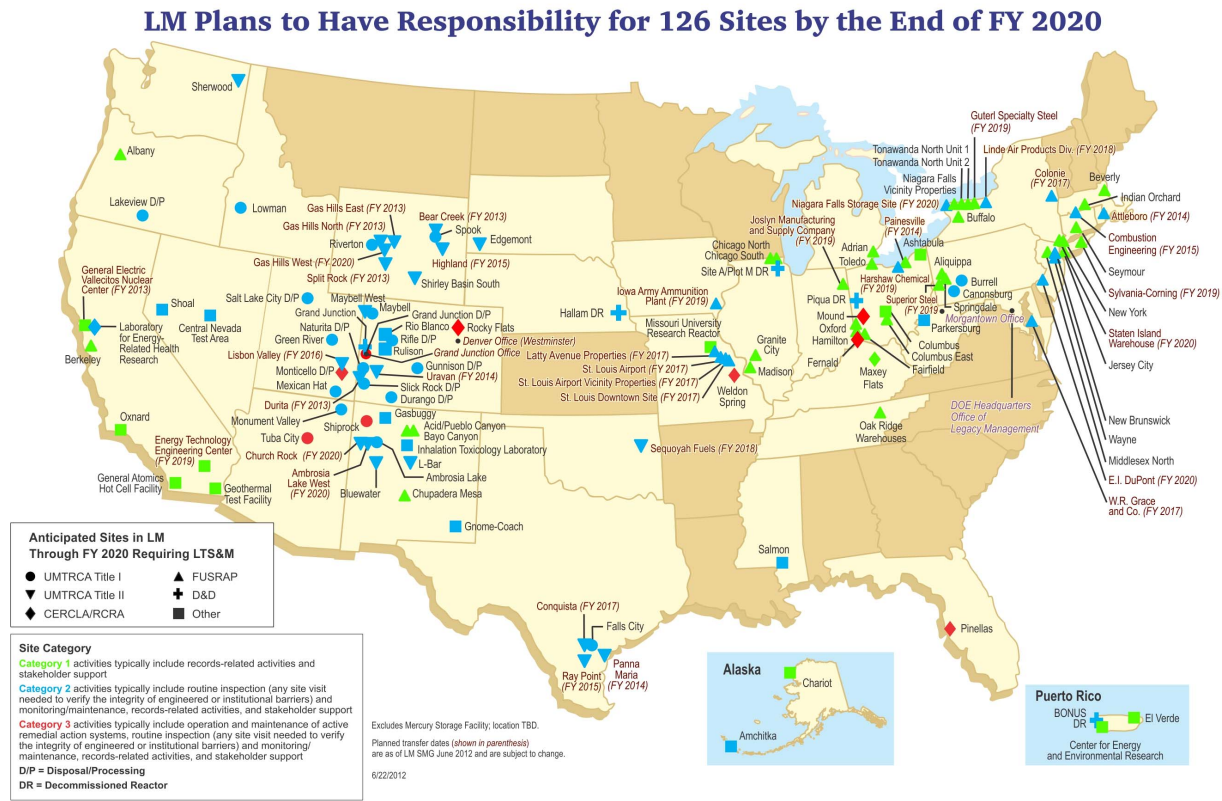 LM Plans to Have Responsibility for 126 Sites by the End of FY 2020
Sherwood
Albany
Lakeview D/P
Lowman
Gas Hills East (FY 2013)
Gas Hills North (FY 2013)
Riverton
Gas Hills West (FY 2020)
Split Rock (FY 2013)
Bear Creek (FY 2013)
Spook
Edgemont
Highland (FY 2015)
Shirley Basin South
General Electric
Vallecitos Nuclear
Center (FY 2013)
Laboratory
for Energy-
Related Health
Research
Berkeley
Shoal
Central Nevada
Test Area
Oxnard
Energy Technology
Engineering Center
(FY 2019)
General Atomics
Hot Cell Facility
Geothermal
Test Facility
Salt Lake City D/P
Maybell West
Maybell
Grand Junction
Grand Junction D/P
Naturita D/P
Rio Blanco
Rocky Flats
Green River
Rifle D/P
Denver Office (Westminster)
Rulison
Grand Junction Office
Lisbon Valley (FY 2016)
Gunnison D/P
Monticello D/P
Uravan (FY 2014)
Mexican Hat
Slick Rock D/P
Durango D/P
Durita (FY 2013)
Monument Valley
Shiprock
Gasbuggy
Acid/Pueblo Canyon
Bayo Canyon
Tuba City
Church Rock (FY 2020)
Inhalation Toxicology Laboratory
L-Bar
Ambrosia
Lake West
(FY 2020)
Ambrosia Lake
Bluewater
Chupadera Mesa
Gnome-Coach
Hallam DR
Iowa Army Ammunition
Plant (FY 2019)
Missouri University
Research Reactor
Latty Avenue Properties (FY 2017)
St. Louis Airport (FY 2017)
St. Louis Airport Vicinity Properties (FY 2017)
St. Louis Downtown Site (FY 2017)
Granite
City
Madison
Weldon
Spring
Sequoyah Fuels (FY 2018)
Conquista (FY 2017)
Falls City
Ray Point
(FY 2015)
Panna
Maria
(FY 2014)
Salmon
Pinellas
Oak Ridge
Warehouses
Chicago North
Chicago South
Site A/Plot M DR
Joslyn Manufacturing
and Supply Company
(FY 2019)
Adrian
Toledo
Painesville
(FY 2014)
Ashtabula
Harshaw Chemical
(FY 2019)
Aliquippa
Superior Steel
(FY 2019
Burrell
Canonsburg
Springdale
Morgantown Office
Parkersburg
Piqua DR
Mound
Oxford
Hamilton
Fernald
Columbus
Columbus East
Fairfield
Maxey
Flats
DOE Headquarters
Office of
Legacy Management
Guterl Specialty Steel
(FY 2019)
Tonawanda North Unit 1
Tonawanda North Unit 2
Linde Air Products Div. (FY 2018)
Niagara Falls
Vicinity Properties
Niagara Falls Storage Site (FY 2020)
Buffalo
Colonie
(FY 2017)
Beverly
Indian Orchard
Attleboro (FY 2014)
Combustion
Engineering (FY 2015)
Seymour
Sylvania-Corning (FY 2019)
New York
Staten Island
Warehouse (FY 2020)
Jersey City
New Brunswick
Wayne
Middlesex North
E.I. DuPont (FY 2020)
W.R. Grace
and Co. (FY 2017)
Anticipated Sites in LM
Through FY 2020 Requiring LTS&M
UMTRCA Title I
FUSRAP
UMTRCA Title II
D&D
CERCLA/RCRA
Other
Site Category
Category 1 activities typically include records-related activities and
stakeholder support
Category 2 activities typically include routine inspection (any site visit
needed to verify the integrity of engineered or institutional barriers) and
monitoring/maintenance, records-related activities, and stakeholder support
Category 3 activities typically include operation and maintenance of active
remedial action systems, routine inspection (any site visit needed to verify
the integrity of engineered or institutional barriers) and monitoring/
maintenance, records-related activities, and stakeholder support
D/P = Disposal/Processing
DR = Decommissioned Reactor
Excludes Mercury Storage Facility; location TBD.
Planned transfer dates (shown in parenthesis)
are as of LM SMG June 2012 and are subject to change.
6/22/2012
Alaska
Chariot
Amchitka
Puerto Rico
BONUS
DR
El Verde
Center for Energy
and Environmental Research